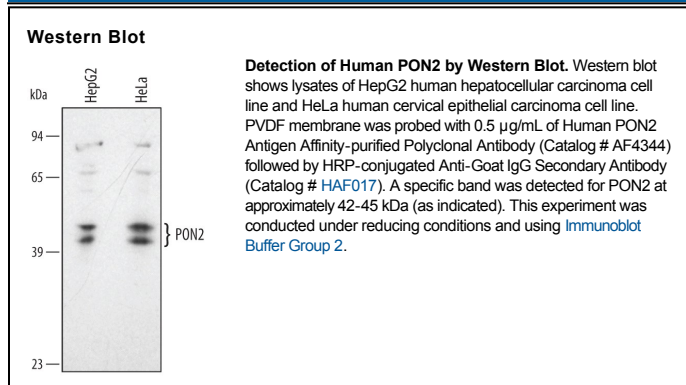 Western Blot
kDa
HepG2
HeLa
94
65
39
23
PON2
Detection of Human PON2 by Western Blot. Western blot
shows lysates of HepG2 human hepatocellular carcinoma cell
line and HeLa human cervical epithelial carcinoma cell line.
PVDF membrane was probed with 0.5 µg/mL of Human PON2
Antigen Affinity-purified Polyclonal Antibody (Catalog # AF4344)
followed by HRP-conjugated Anti-Goat IgG Secondary Antibody
(Catalog # HAF017). A specific band was detected for PON2 at
approximately 42-45 kDa (as indicated). This experiment was
conducted under reducing conditions and using Immunoblot
Buffer Group 2.